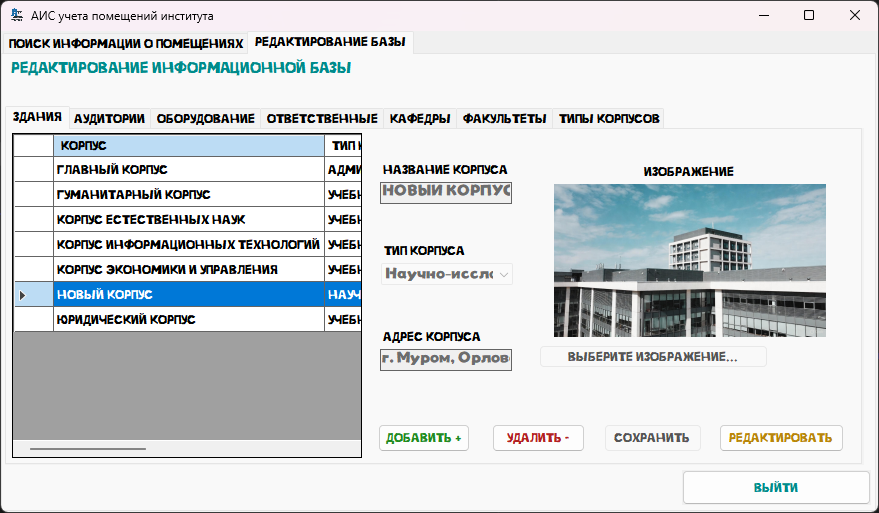 АИС учета помещений института
ПОИСК ИНФОРМАЦИИ О ПОМЕЩЕНИЯХ РЕДАКТИРОВАНИЕ БАЗЫ
РЕДАКТИРОВАНИЕ ИНФОРМАЦИОННОЙ БАЗЫ
ЗДАНИЯ АУДИТОРИИ ОБОРУДОВАНИЕ ОТВЕТСТВЕННЫЕ КАФЕДРЫ ФАКУЛЬТЕТЫ ТИПЫ КОРПУСОВ
КОРПУС ТИП К
ГЛАВНЫЙ КОРПУС АДМИ
ГУМАНИТАРНЫЙ КОРПУС УЧЕБН
КОРПУС ЕСТЕСТВЕННЫХ НАУК УЧЕБН
КОРПУС ИНФОРМАЦИОННЫХ ТЕХНОЛОГИЙ УЧЕБН
КОРПУС ЭКОНОМИКИ И УПРАВЛЕНИЯ УЧЕБН
НОВЫЙ КОРПУС НАУЧ
ЮРИДИЧЕСКИЙ КОРПУС УЧЕБН
НАЗВАНИЕ КОРПУСА
НОВЫЙ КОРПУС
ТИП КОРПУСА
Научно-иссл
АДРЕС КОРПУСА
г. Муром, Орлов
ИЗОБРАЖЕНИЕ
ВЫБЕРИТЕ ИЗОБРАЖЕНИЕ...
ДОБАВИТЬ + УДАЛИТЬ - СОХРАНИТЬ РЕДАКТИРОВАТЬ
ВЫЙТИ